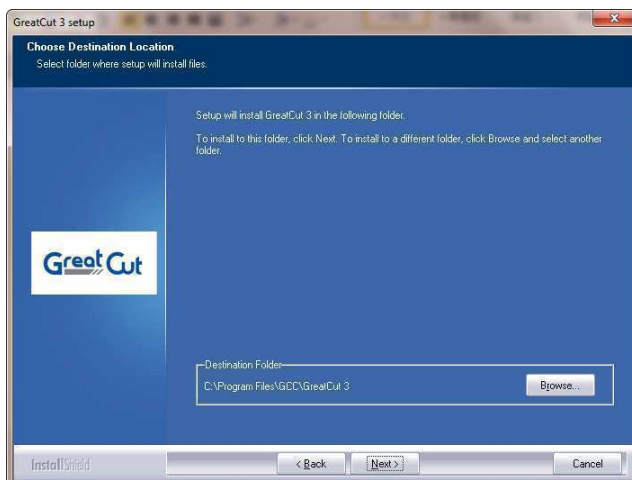 GreatCut 3 setup
Choose Destination Location
Select folder where setup will install files.
Setup will install GreatCut 3 in the following folder.
To install to this folder, click Next. To install to a different folder, click Browse and select another
folder.
Great Cut
Destination Folder
C:\Program Files\GCC\GreatCut 3
Browse...
InstallShield
< Back
Next >
Cancel